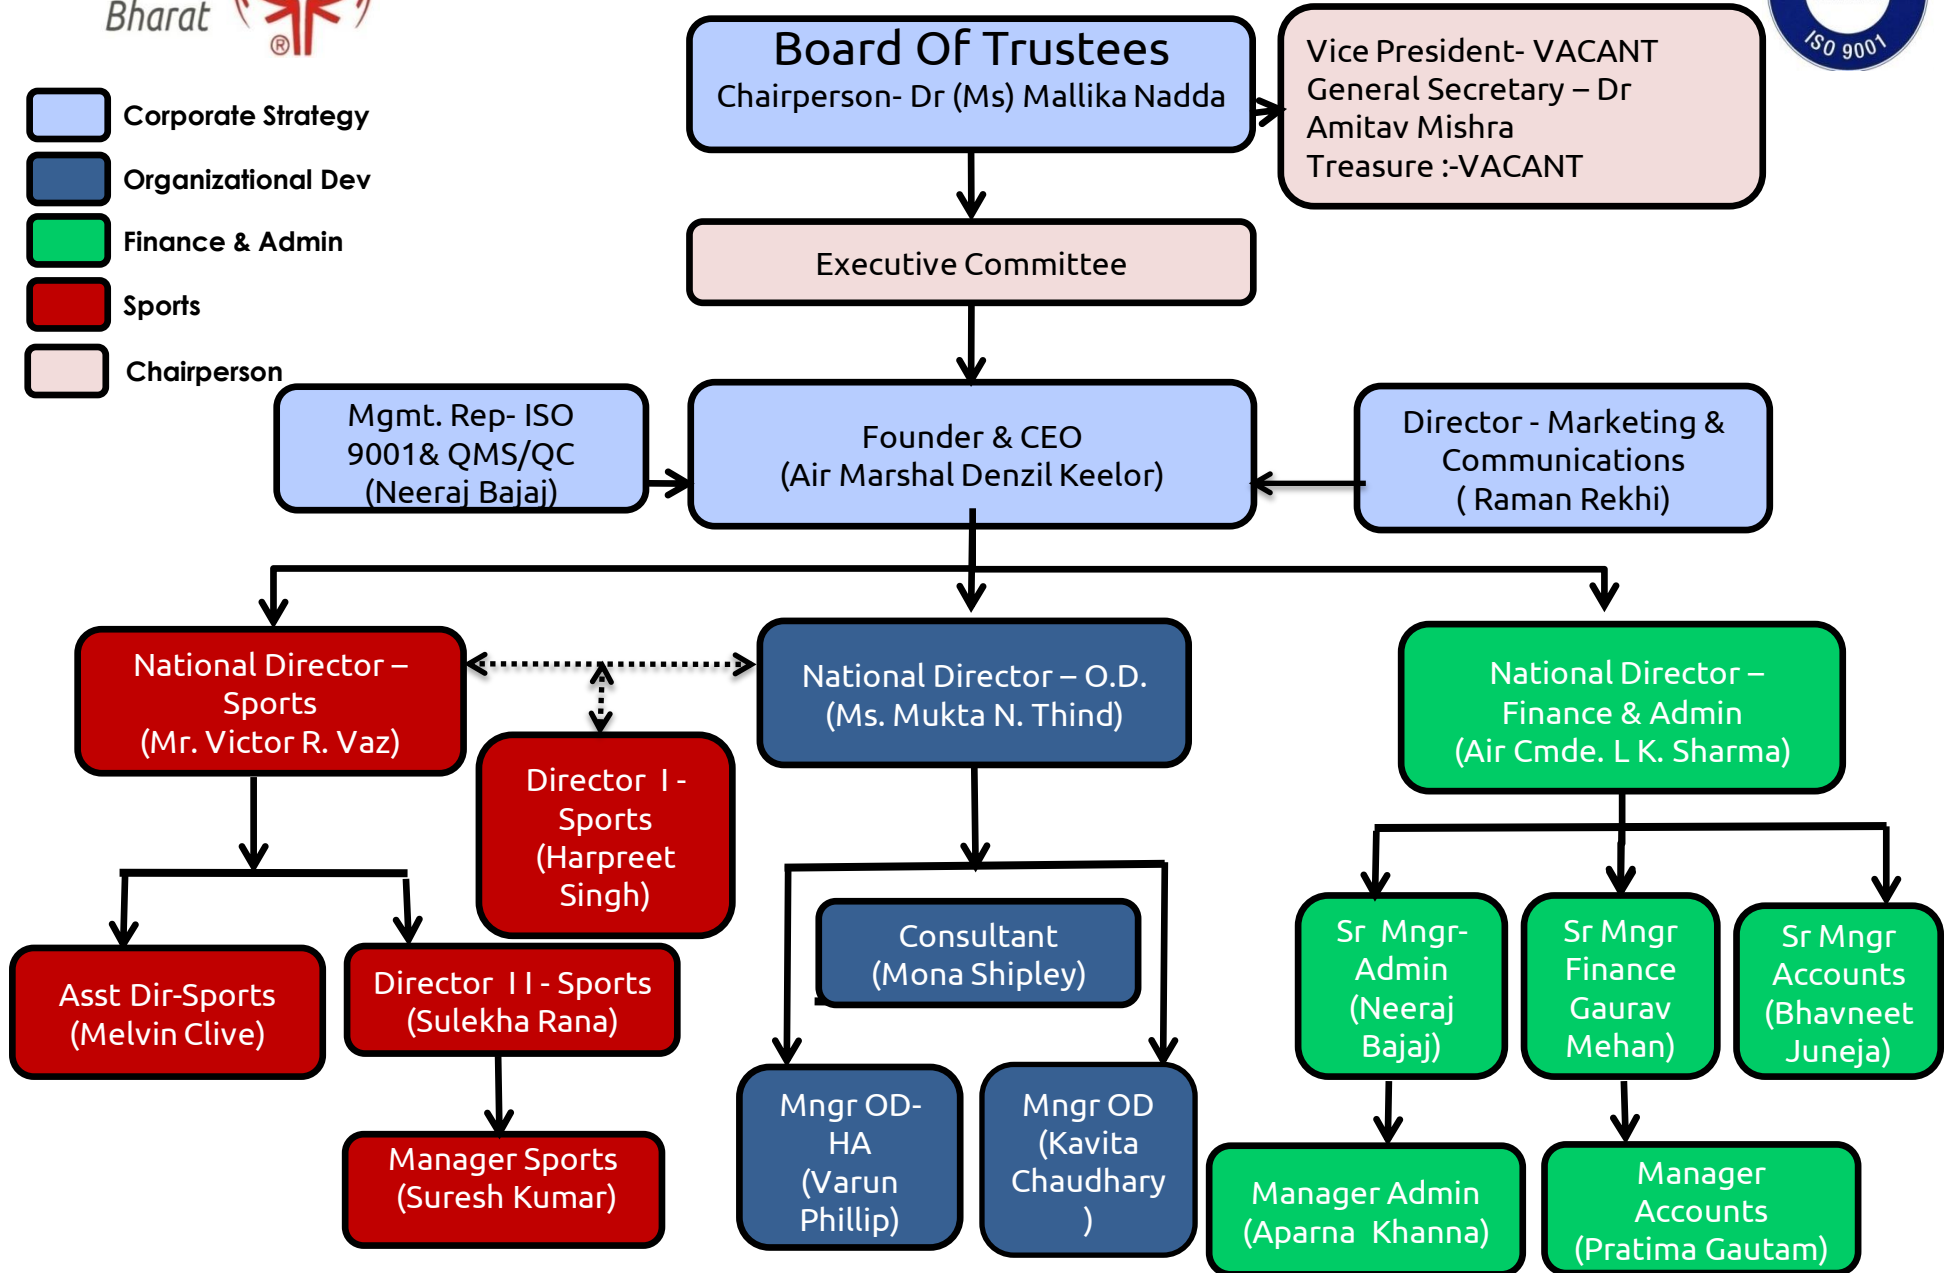 Bharat
®
ISO 9001
Corporate Strategy
Organizational Dev
Finance & Admin
Sports
Chairperson
Board Of Trustees
Chairperson- Dr (Ms) Mallika Nadda
Vice President- VACANT
General Secretary – Dr
Amitav Mishra
Treasure :-VACANT
Executive Committee
Mgmt. Rep- ISO
9001& QMS/QC
(Neeraj Bajaj)
Founder & CEO
(Air Marshal Denzil Keelor)
Director - Marketing &
Communications
( Raman Rekhi)
National Director –
Sports
(Mr. Victor R. Vaz)
Director I -
Sports
(Harpreet
Singh)
National Director – O.D.
(Ms. Mukta N. Thind)
National Director –
Finance & Admin
(Air Cmde. L K. Sharma)
Asst Dir-Sports
(Melvin Clive)
Director I I - Sports
(Sulekha Rana)
Manager Sports
(Suresh Kumar)
Consultant
(Mona Shipley)
Mngr OD-
HA
(Varun
Phillip)
Mngr OD
(Kavita
Chaudhary
)
Sr Mngr-
Admin
(Neeraj
Bajaj)
Sr Mngr
Finance
Gaurav
Mehan)
Sr Mngr
Accounts
(Bhavneet
Juneja)
Manager Admin
(Aparna Khanna)
Manager
Accounts
(Pratima Gautam)